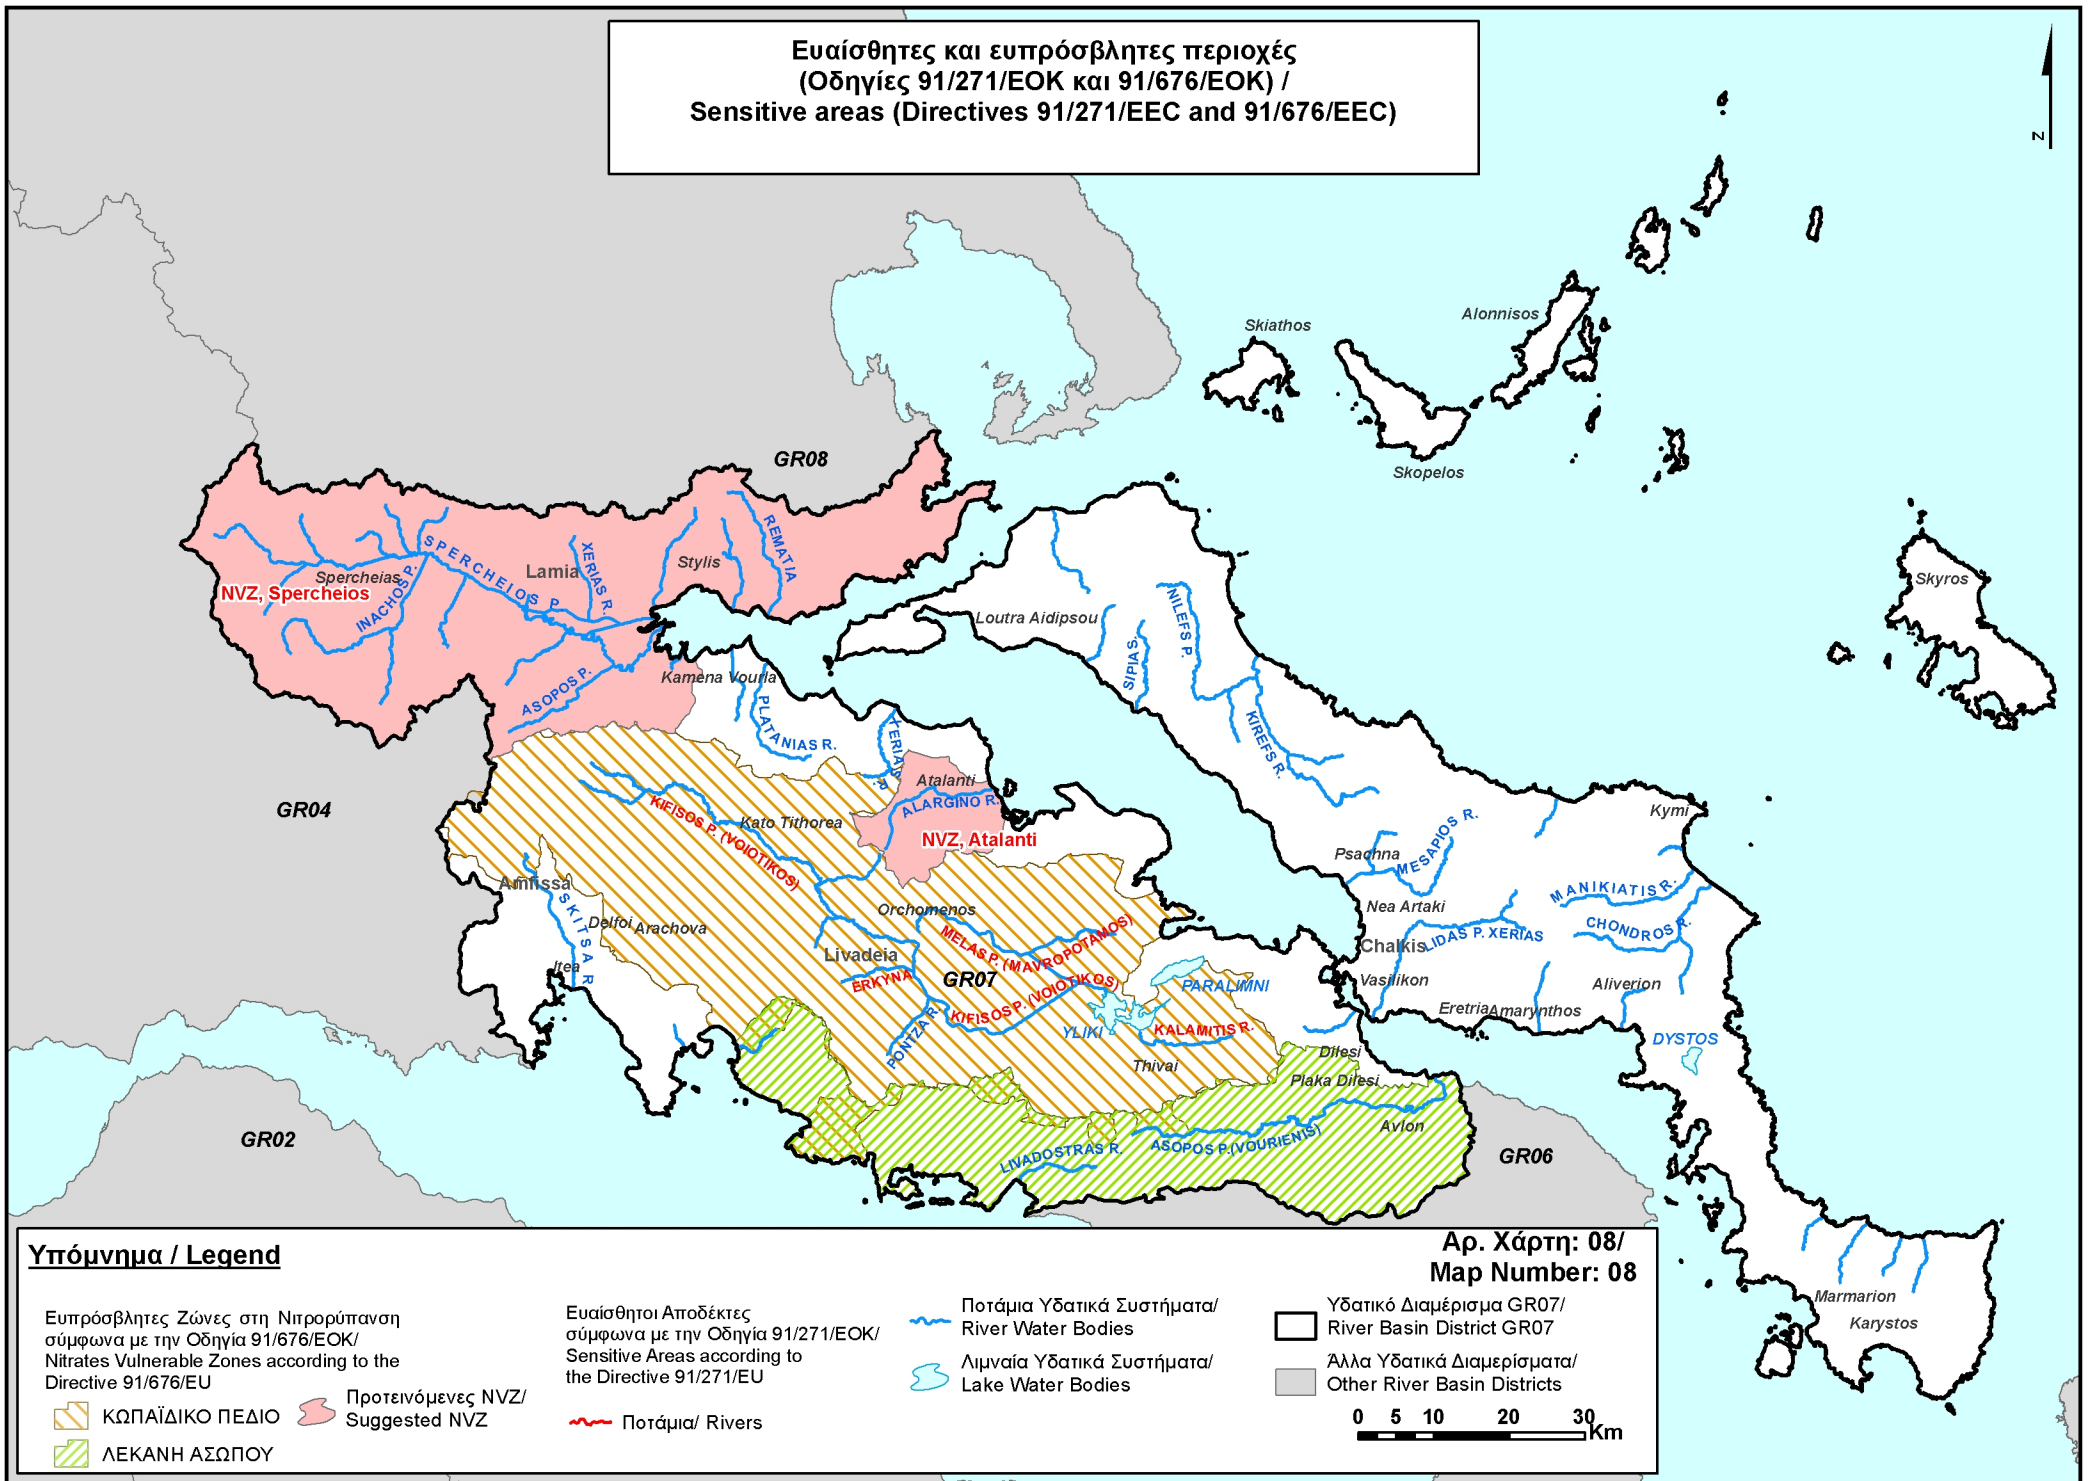 Ευαίσθητες και ευπρόσβλητες περιοχές
(Οδηγίες 91/271/ΕΟΚ και 91/676/ΕΟΚ) /
Sensitive areas (Directives 91/271/EEC and 91/676/EEC)
N
Skiathos
Alonnisos
Skopelos
Skyros
GR08
REMATIA
SPERCHEIOS P.
XERIAS R.
Lamia
Stylis
Spercheias
NVZ, Spercheios
INACHOS P.
ASOPOS P.
Loutra Aidipsou
NILEFS P.
SIPIAS.
KIREFS R.
Kamena Vourla
PLATANIAS R.
XERIAS R.
Atalanti
ALARGINO R.
NVZ, Atalanti
GR04
KIFISOS P. (VOIOTIKOS)
Kato Tithorea
Kymi
Psachna
MESAPIOS R.
MANIKIATIS R.
Nea Artaki
CHONDROS R.
Chalkis
LIDAS P. XERIAS
Amfissa
SKITSA R
Delfoi
Arachova
Orchomenos
MELAS P. (MAVROPOTAMOS)
Livadeia
Itea
ERKYNA
GR07
KIFISOS P. (VOIOTIKOS)
PARALIMNI
Vasilikon
Eretria
Amarynthos
Aliverion
YLIKI
KALAMITIS R.
PONTZA R.
DYSTOS
Thivai
Dilesi
Plaka Dilesi
Avlon
ASOPOS P.(VOURIENIS)
LIVADOSTRAS R.
GR02
GR06
Marmarion
Karystos
Υπόμνημα / Legend
Αρ. Χάρτη: 08/
Map Number: 08
Ευπρόσβλητες Ζώνες στη Νιτρορύπανση
σύμφωνα με την Οδηγία 91/676/ΕΟΚ/
Nitrates Vulnerable Zones according to the
Directive 91/676/EU
ΚΩΠΑΪΔΙΚΟ ΠΕΔΙΟ
ΛΕΚΑΝΗ ΑΣΩΠΟΥ
Προτεινόμενες NVZ/
Suggested NVZ
Ευαίσθητοι Αποδέκτες
σύμφωνα με την Οδηγία 91/271/ΕΟΚ/
Sensitive Areas according to
the Directive 91/271/EU
Ποτάμια/ Rivers
Ποτάμια Υδατικά Συστήματα/
River Water Bodies
Λιμναία Υδατικά Συστήματα/
Lake Water Bodies
Υδατικό Διαμέρισμα GR07/
River Basin District GR07
Άλλα Υδατικά Διαμερίσματα/
Other River Basin Districts
0 5 10 20 30
Km